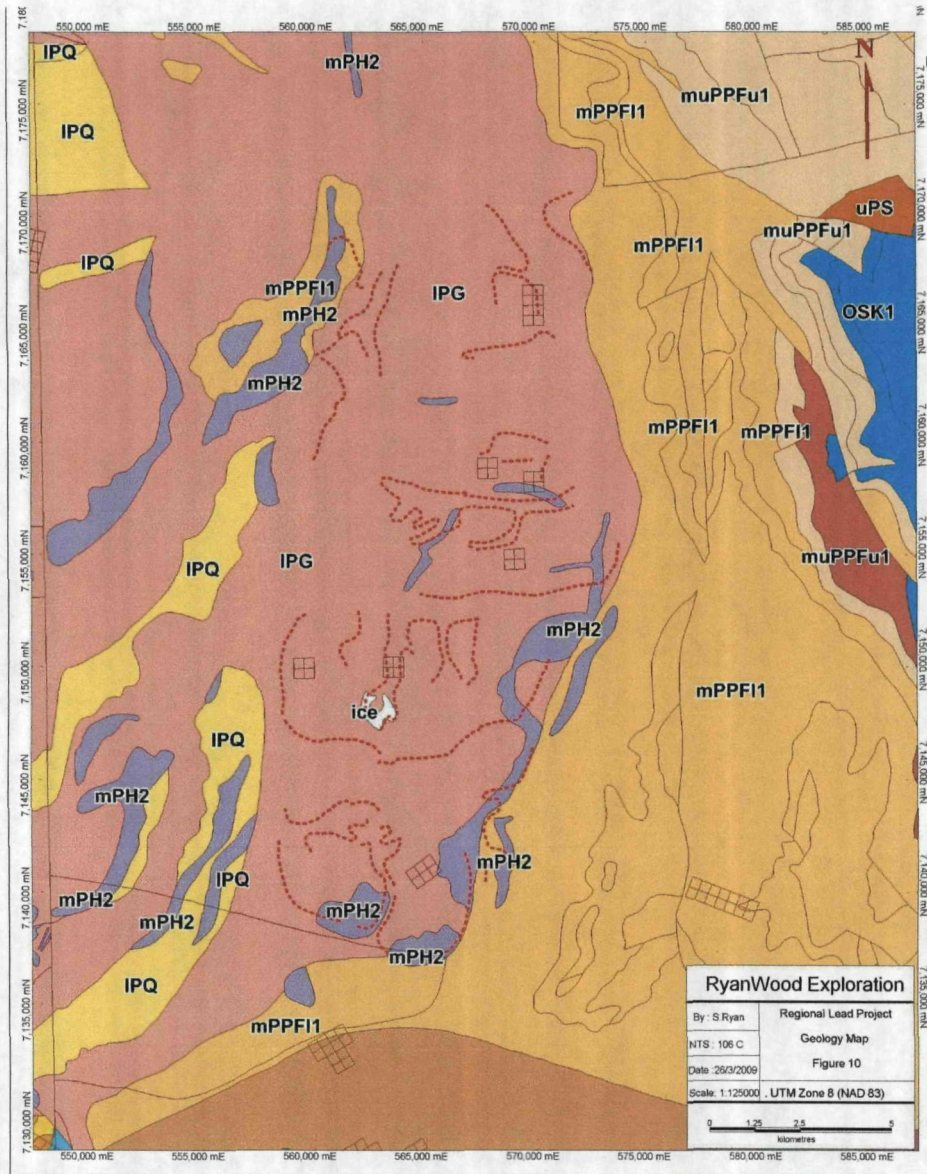 550,000 mE 555,000 mE 560,000 mE 565,000 mE 570,000 mE 575,000 mE 580,000 mE 585,000 mE
N
IPQ
mPH2
mPPFl1
muPPFu1
IPQ
7,175,000 mN
7,175,000 mN
uPS
muPPFu1
7,170,000 mN
7,170,000 mN
IPQ
mPPFl1
mPPFl1
IPG
mPH2
OSK1
7,165,000 mN
7,165,000 mN
mPH2
mPPFl1
mPPFl1
7,160,000 mN
7,160,000 mN
IPQ
IPG
muPPFu1
7,155,000 mN
7,155,000 mN
mPH2
7,150,000 mN
7,150,000 mN
mPPFl1
ice
IPQ
7,145,000 mN
7,145,000 mN
mPH2
mPH2
IPQ
mPH2
mPH2
mPH2
7,140,000 mN
7,140,000 mN
mPH2
IPQ
7,135,000 mN
7,135,000 mN
mPPFl1
7,130,000 mN
RyanWood Exploration
By : S.Ryan
Regional Lead Project
NTS : 106 C
Geology Map
Date :26/3/2009
Figure 10
Scale: 1:125000
UTM Zone 8 (NAD 83)
0 1.25 2.5 5
kilometres
550,000 mE 555,000 mE 560,000 mE 565,000 mE 570,000 mE 575,000 mE 580,000 mE 585,000 mE